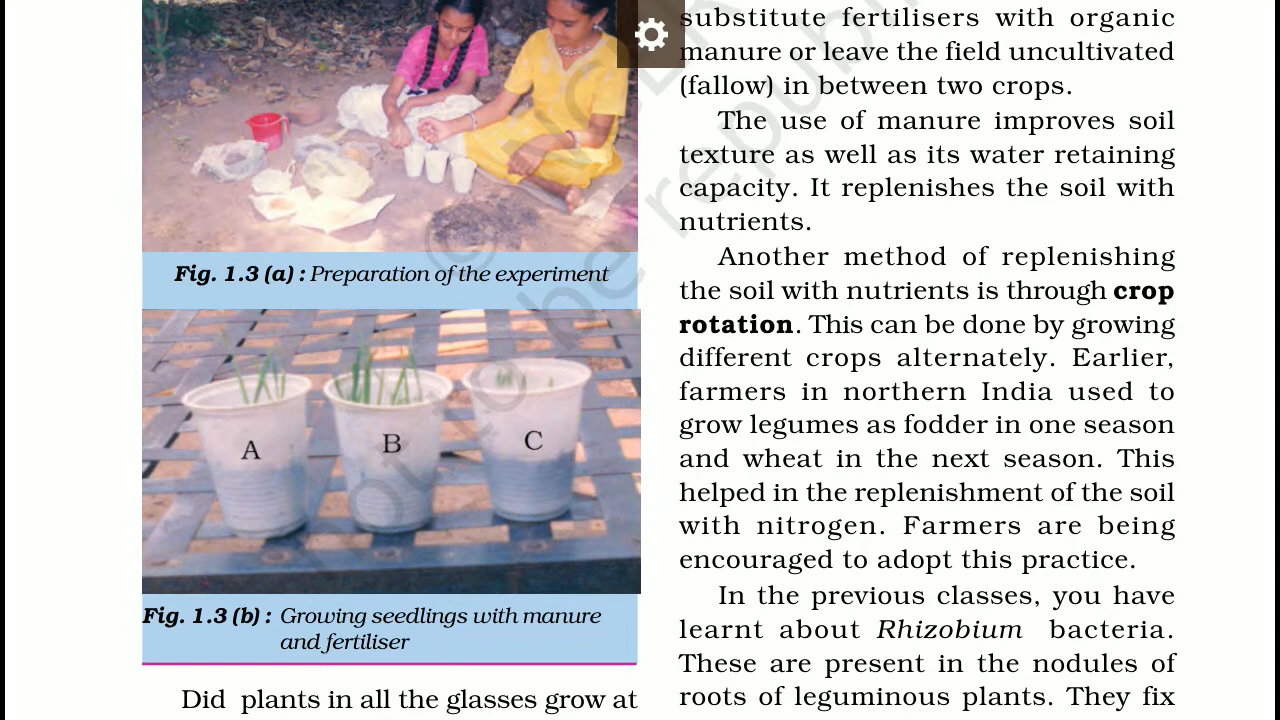 Fig. 1.3 (a) : Preparation of the experiment
A
B
C
Fig. 1.3 (b) : Growing seedlings with manure
and fertiliser
Did plants in all the glasses grow at
substitute fertilisers with organic
manure or leave the field uncultivated
(fallow) in between two crops.
The use of manure improves soil
texture as well as its water retaining
capacity. It replenishes the soil with
nutrients.
Another method of replenishing
the soil with nutrients is through crop
rotation. This can be done by growing
different crops alternately. Earlier,
farmers in northern India used to
grow legumes as fodder in one season
and wheat in the next season. This
helped in the replenishment of the soil
with nitrogen. Farmers are being
encouraged to adopt this practice.
In the previous classes, you have
learnt about Rhizobium bacteria.
These are present in the nodules of
roots of leguminous plants. They fix